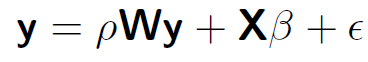 y = ρWy + Xβ + ϵ